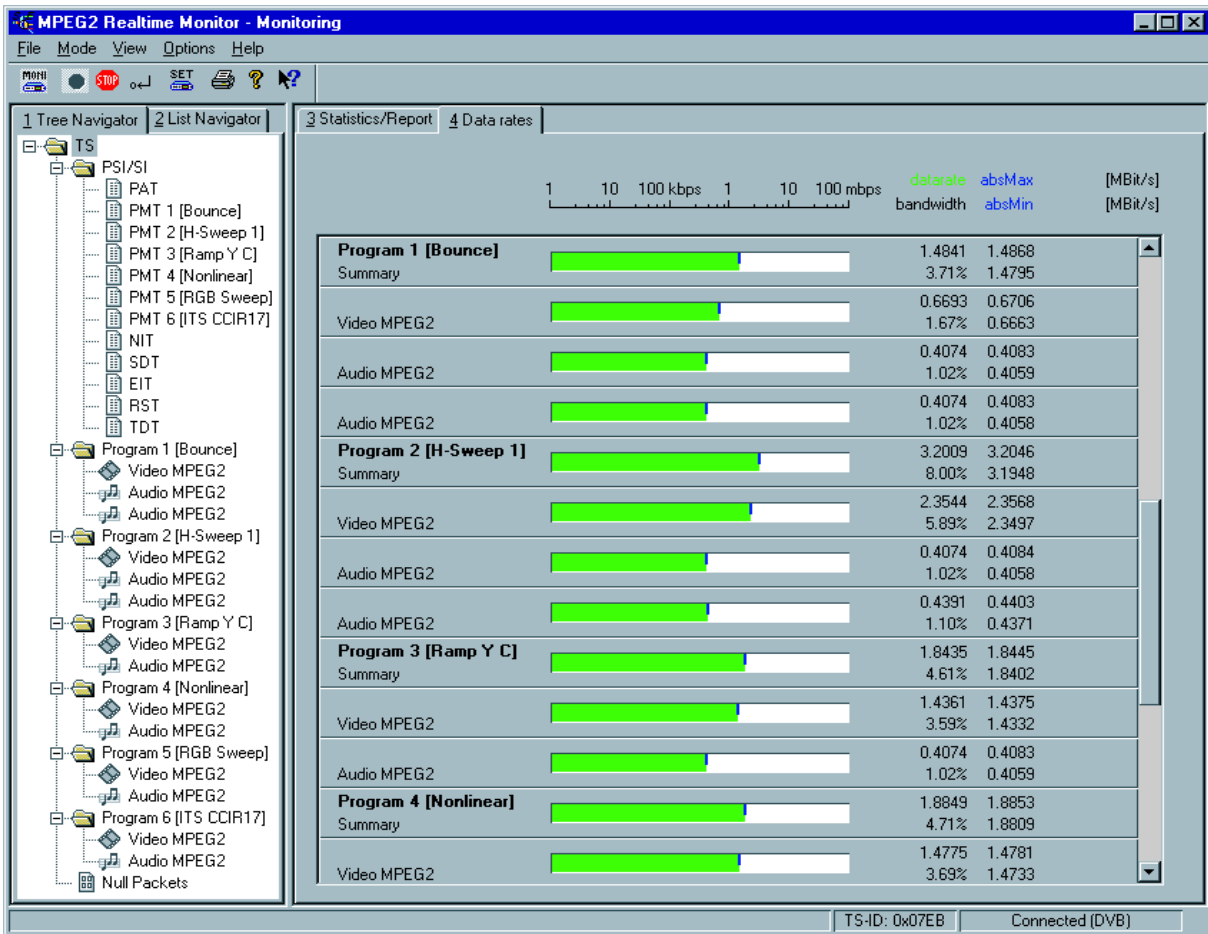 MPEG2 Realtime Monitor - Monitoring
File Mode View Options Help
MONI STOP SET
1 Tree Navigator 2 List Navigator
TS
PSI/SI
PAT
PMT 1 [Bounce]
PMT 2 [H-Sweep 1]
PMT 3 [Ramp Y C]
PMT 4 [Nonlinear]
PMT 5 [RGB Sweep]
PMT 6 [ITS CCIR17]
NIT
SDT
EIT
RST
TDT
Program 1 [Bounce]
Video MPEG2
Audio MPEG2
Audio MPEG2
Program 2 [H-Sweep 1]
Video MPEG2
Audio MPEG2
Audio MPEG2
Program 3 [Ramp Y C]
Video MPEG2
Audio MPEG2
Program 4 [Nonlinear]
Video MPEG2
Audio MPEG2
Program 5 [RGB Sweep]
Video MPEG2
Audio MPEG2
Program 6 [ITS CCIR17]
Video MPEG2
Audio MPEG2
Null Packets
3 Statistics/Report 4 Data rates
1 10 100 kbps 1 10 100 mbps datarate absMax [MBit/s]
bandwidth absMin [MBit/s]
Program 1 [Bounce] 1.4841 1.4868
Summary 3.71% 1.4795
0.6693 0.6706
Video MPEG2 1.67% 0.6663
0.4074 0.4083
Audio MPEG2 1.02% 0.4059
0.4074 0.4083
Audio MPEG2 1.02% 0.4058
Program 2 [H-Sweep 1] 3.2009 3.2046
Summary 8.00% 3.1948
2.3544 2.3568
Video MPEG2 5.89% 2.3497
0.4074 0.4084
Audio MPEG2 1.02% 0.4058
0.4391 0.4403
Audio MPEG2 1.10% 0.4371
Program 3 [Ramp Y C] 1.8435 1.8445
Summary 4.61% 1.8402
1.4361 1.4375
Video MPEG2 3.59% 1.4332
0.4074 0.4083
Audio MPEG2 1.02% 0.4059
Program 4 [Nonlinear] 1.8849 1.8853
Summary 4.71% 1.8809
1.4775 1.4781
Video MPEG2 3.69% 1.4733
TS-ID: 0x07EB Connected (DVB)